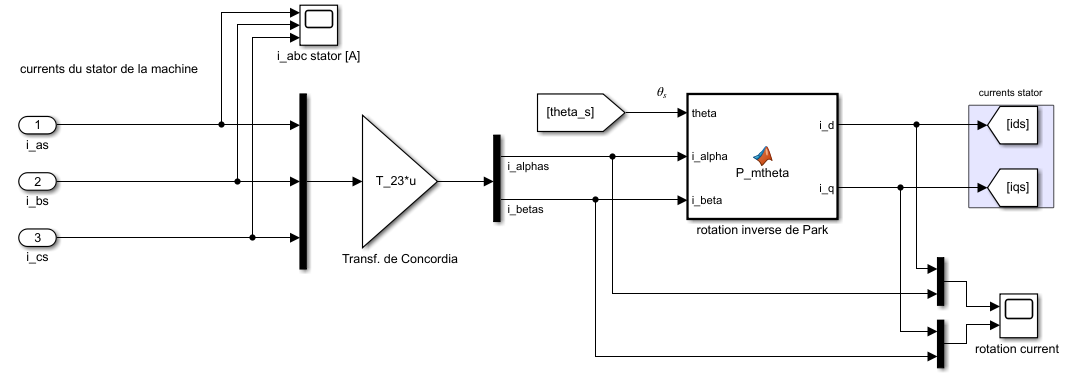 i_abc stator [A]
currents du stator de la machine
1
i_as
2
i_bs
3
i_cs
T_23*u
Transf. de Concordia
i_alphas
i_betas
[theta_s]
θs
theta
i_alpha
i_beta
P_mtheta
i_d
i_q
rotation inverse de Park
currents stator
[ids]
[iqs]
rotation current